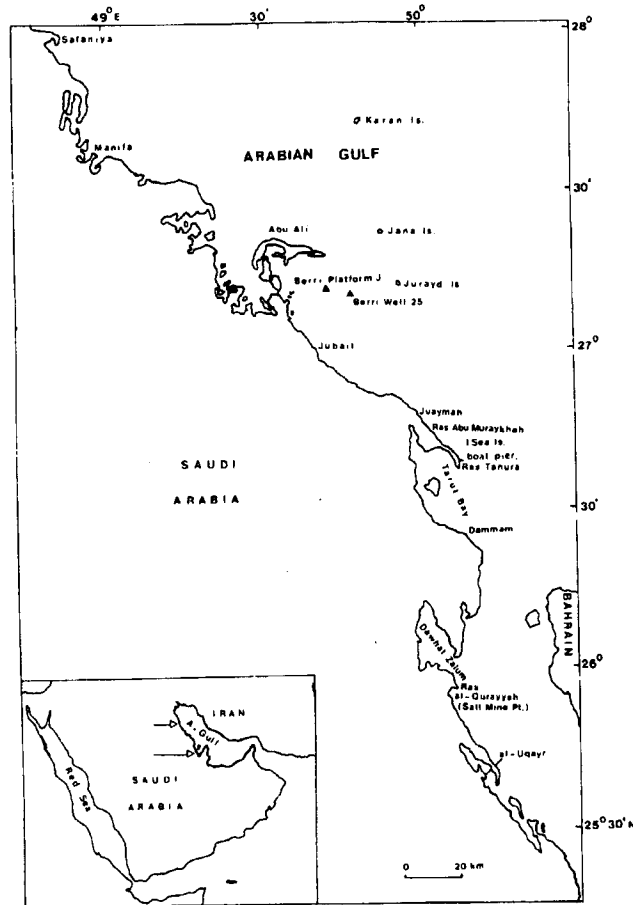 49°E
30'
50°
28°
Safaniya
Karan Is.
Manifa
ARABIAN GULF
30'
Abu Ali
Jana Is.
Berri Platform J
Jurayd Is
Berri Well 25
27°
Jubail
Juaymah
Ras Abu Muraykhah
Sea Is.
boat pier,
Ras Tanura
SAUDI
ARABIA
Tarut Bay
30'
Dammam
BAHRAIN
Dawhat Zalum
26°
Ras
al-Qurayyah
(Salt Mine Pt.)
al-Uqayr
IRAN
A-Gulf
Red Sea
SAUDI
ARABIA
25°30'N
0 20 km